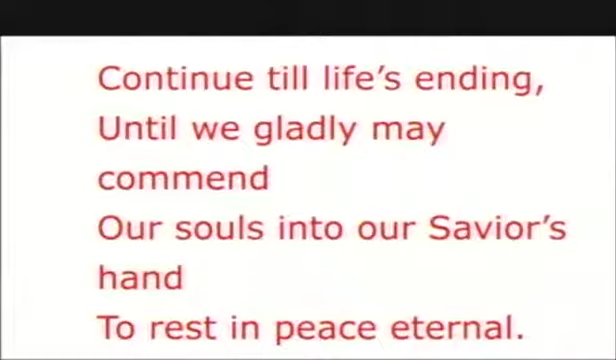 Continue till life's ending,
Until we gladly may
commend
Our souls into our Savior's
hand
To rest in peace eternal.